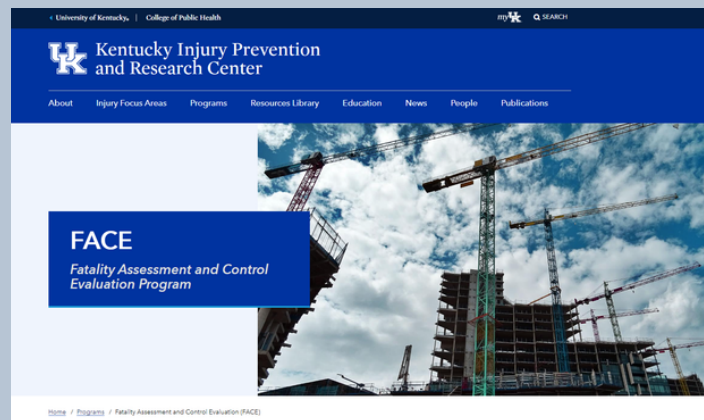 University of Kentucky. | College of Public Health
myUK SEARCH
UK Kentucky Injury Prevention
and Research Center
About Injury Focus Areas Programs Resources Library Education News People Publications
FACE
Fatality Assessment and Control
Evaluation Program
Home / Programs / Fatality Assessment and Control Evaluation (FACE)